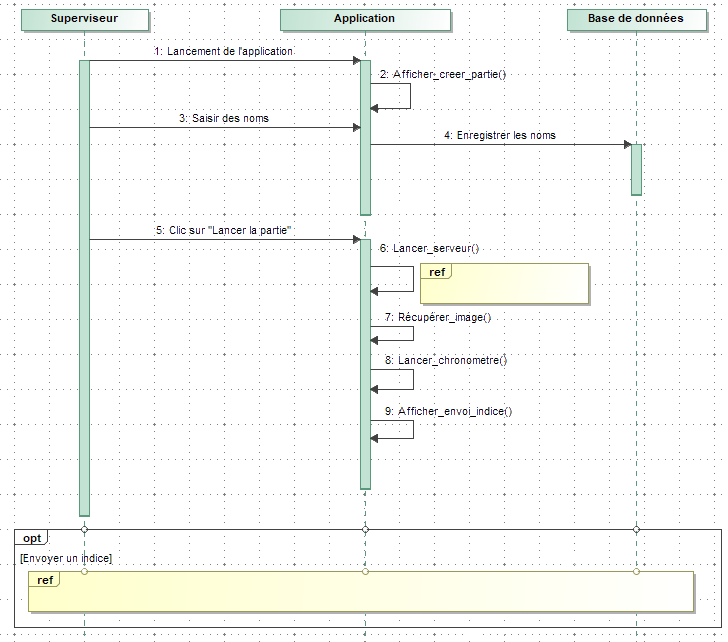 Superviseur
Application
Base de données
1: Lancement de l'application
2: Afficher_creer_partie()
3: Saisir des noms
4: Enregistrer les noms
5: Clic sur "Lancer la partie"
6: Lancer_serveur()
ref
7: Récupérer_image()
8: Lancer_chronometre()
9: Afficher_envoi_indice()
opt
[Envoyer un indice]
ref